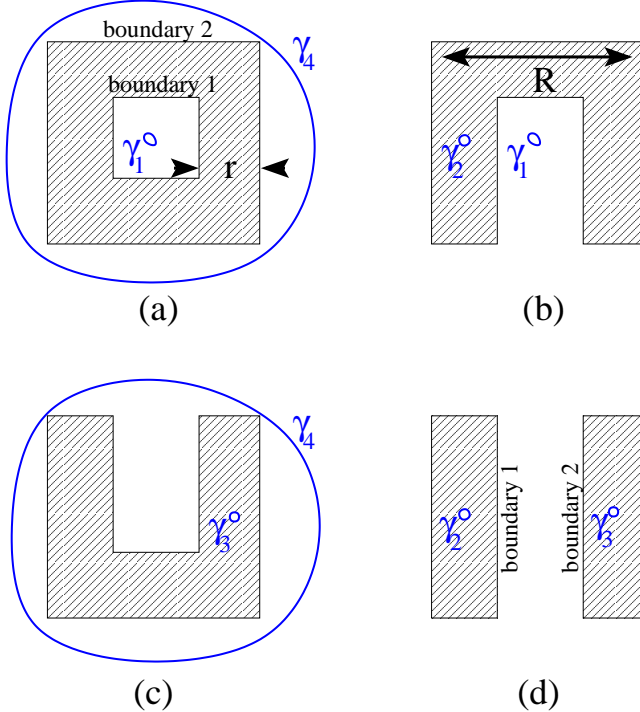 boundary 2
γ4
boundary 1
γ1
r
R
γ2
γ1
(a)
(b)
γ4
γ3
boundary 1
boundary 2
γ2
γ3
(c)
(d)